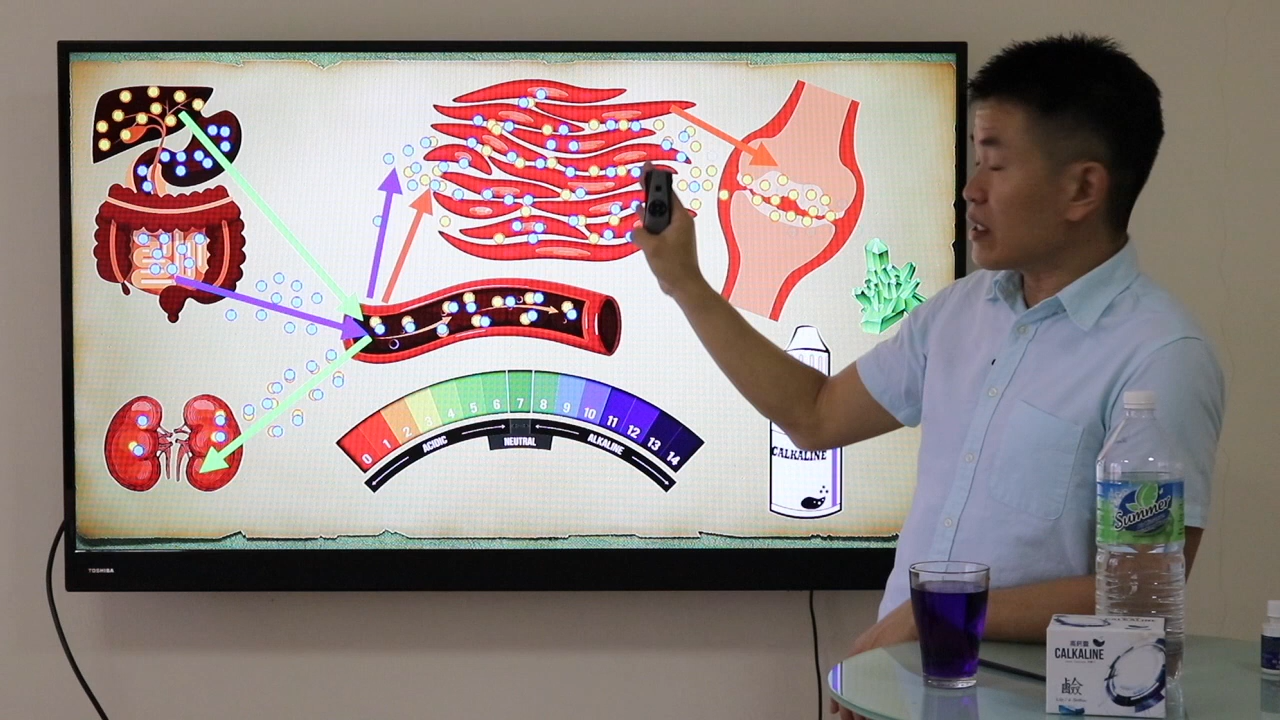 0 1 2 3 4 5 6 7 8 9 10 11 12 13 14
ACIDIC NEUTRAL ALKALINE
CALKALINE
TOSHIBA
Summer
CALKALINE
鹼